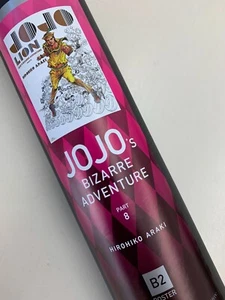 JOJO
LION
JOJO's
BIZARRE
ADVENTURE
PART
8
HIROHIKO ARAKI
B2
POSTER